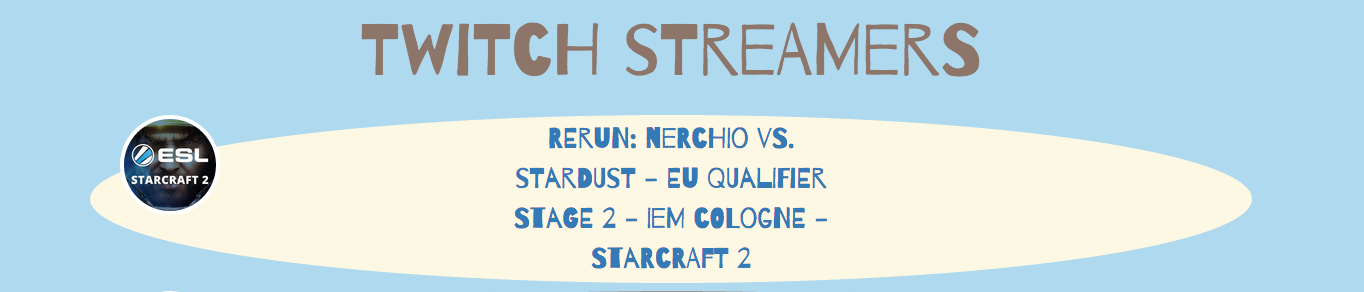 TWITCH STREAMERS
ESL
STARCRAFT 2
RERUN: NERCHIO VS.
STARDUST – EU QUALIFIER
STAGE 2 – IEM COLOGNE –
STARCRAFT 2